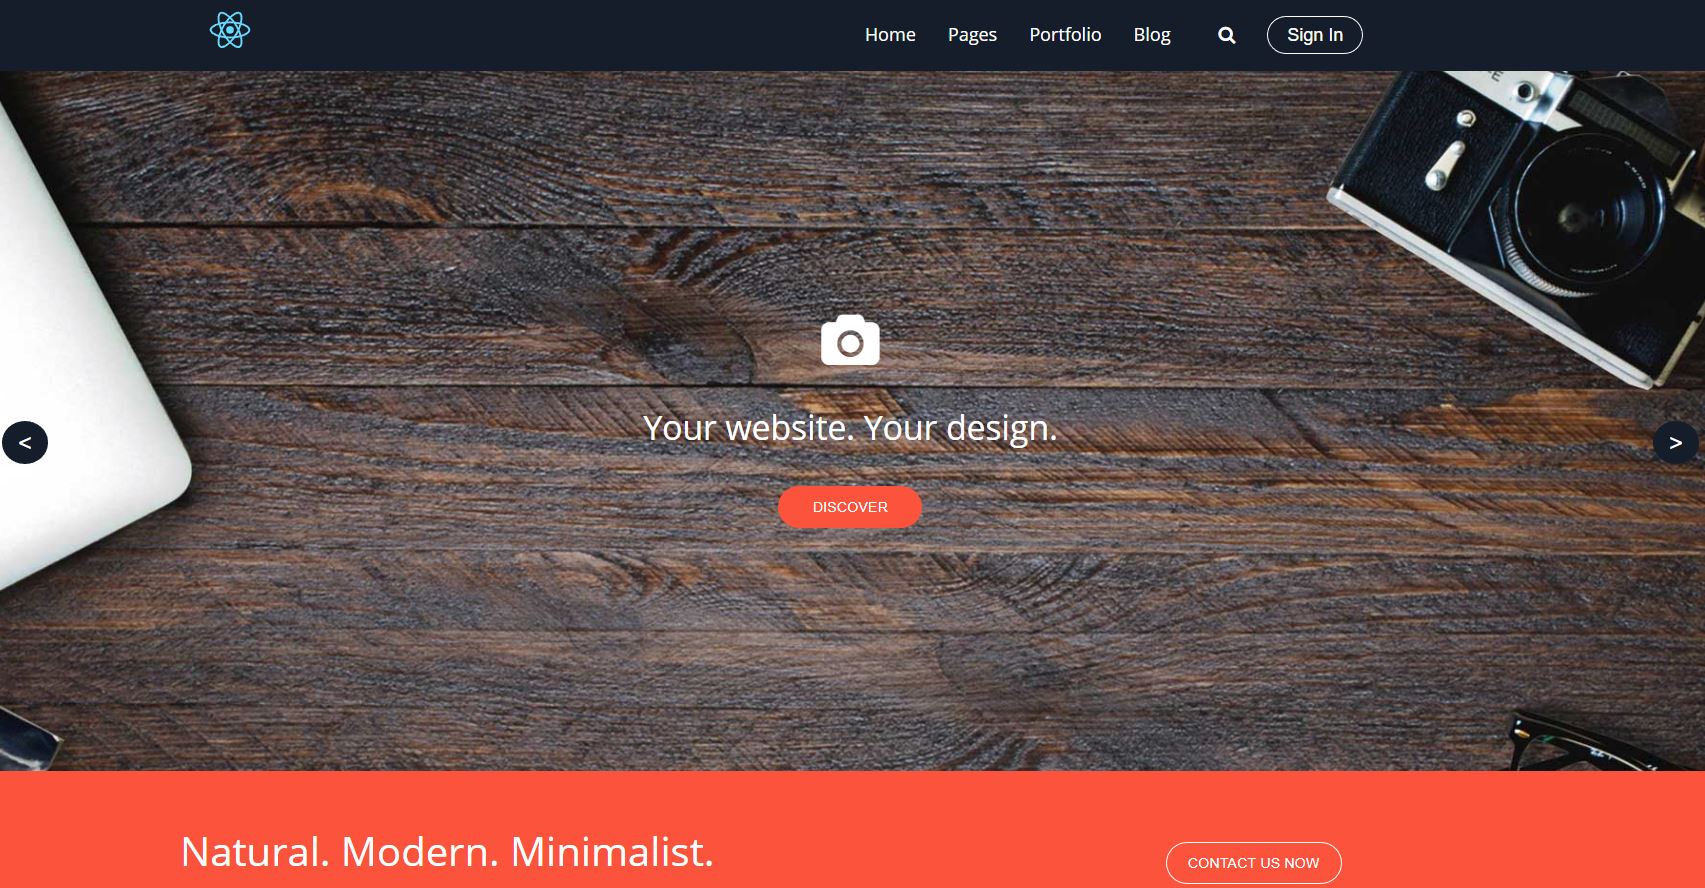 Home Pages Portfolio Blog Sign In
< >
Your website. Your design.
DISCOVER
Natural. Modern. Minimalist.
CONTACT US NOW